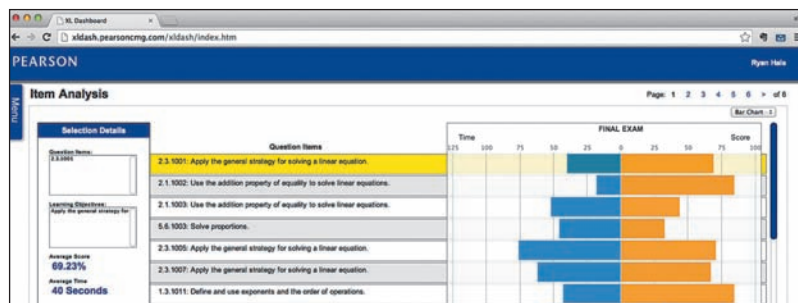 XL Dashboard
xldash.pearsoncmg.com/xldash/index.htm
PEARSON
Ryan Hale
Menu
Item Analysis
Page: 1 2 3 4 5 6 > of 6
Bar Chart
Selection Details
Question Items:
2.3.1001
Learning Objectives:
Apply the general strategy for
Average Score
69.23%
Average Time
40 Seconds
Question Items
FINAL EXAM
Time
Score
125 100 75 50 25 0 25 50 75 100
2.3.1001: Apply the general strategy for solving a linear equation.
2.1.1002: Use the addition property of equality to solve linear equations.
2.1.1003: Use the addition property of equality to solve linear equations.
5.6.1003: Solve proportions.
2.3.1005: Apply the general strategy for solving a linear equation.
2.3.1007: Apply the general strategy for solving a linear equation.
1.3.1011: Define and use exponents and the order of operations.